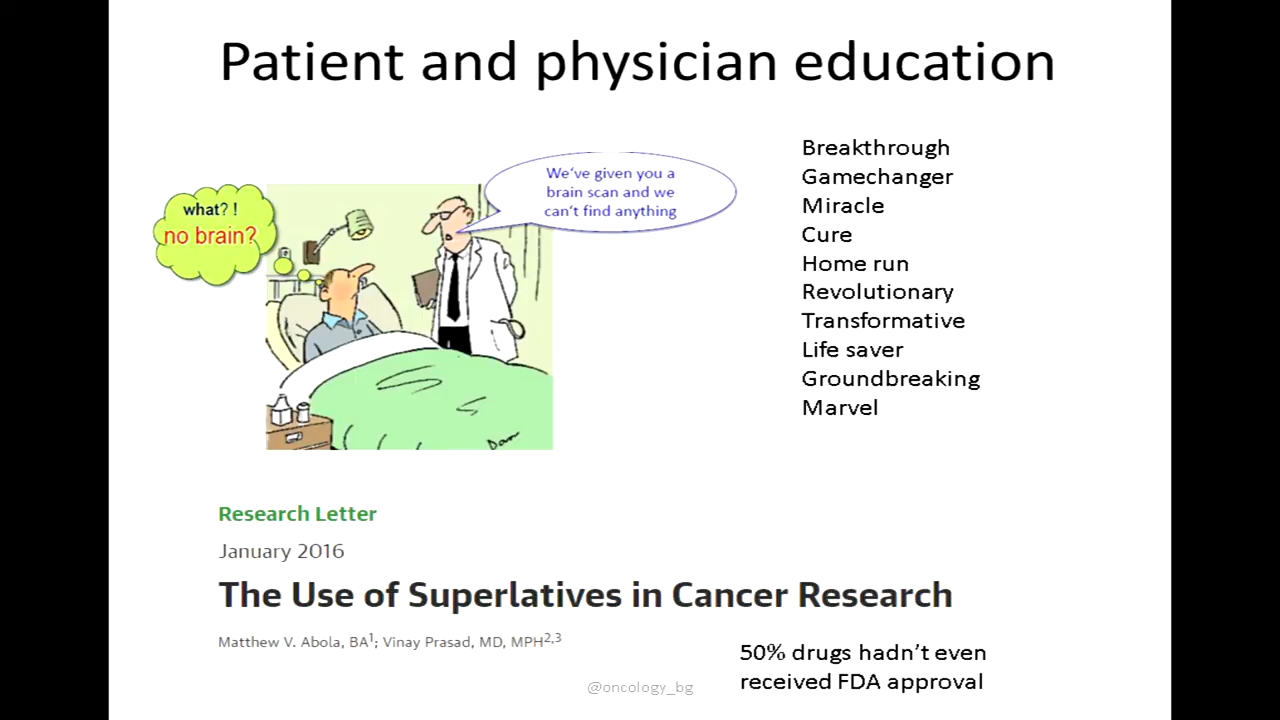 Patient and physician education
We've given you a
brain scan and we
can't find anything
what? !
no brain?
Breakthrough
Gamechanger
Miracle
Cure
Home run
Revolutionary
Transformative
Life saver
Groundbreaking
Marvel
Dan
Research Letter
January 2016
The Use of Superlatives in Cancer Research
Matthew V. Abola, BA1; Vinay Prasad, MD, MPH2,3
50% drugs hadn't even
received FDA approval
@oncology_bg